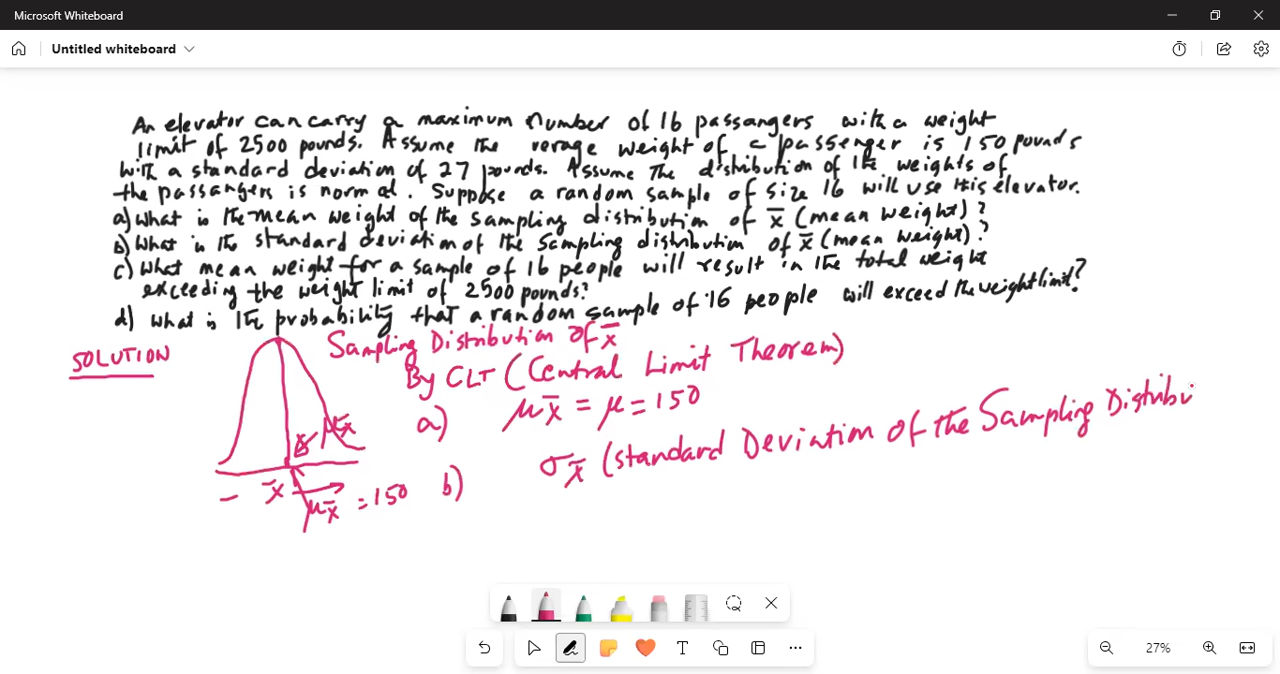 Microsoft Whiteboard
Untitled whiteboard
An elevator can carry a maximum number of 16 passangers with a weight
limit of 2500 pounds. Assume the verage weight of a passenger is 150 pounds
with a standard deviation of 27 pounds. Assume the distribution of the weights of
the passangers is normal. Suppose a random sample of size 16 will use this elevator.
a) What is the mean weight of the sampling distribution of x̄ (mean weight)?
b) What is the standard deviation of the sampling distribution of x̄ (mean weight)?
c) What mean weight for a sample of 16 people will result in the total weight
exceeding the weight limit of 2500 pounds?
d) What is the probability that a random sample of 16 people will exceed the weight limit?
SOLUTION
Sampling Distribution of x̄
By CLT (Central Limit Theorem)
a) μx̄ = μ = 150
μx̄
x̄
μx̄ = 150
b) σx̄ (standard Deviation of the Sampling Distribu
27%